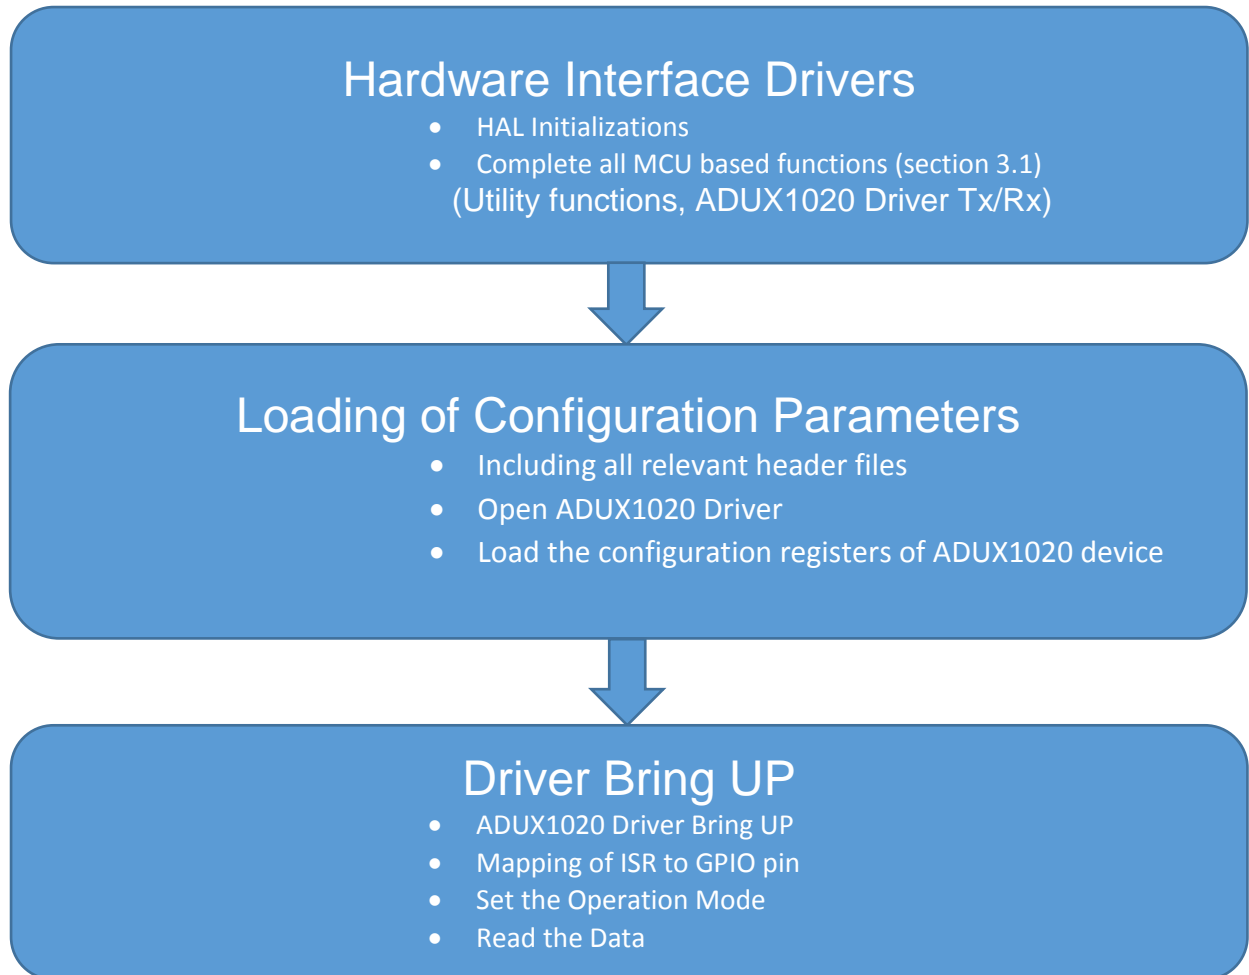 Hardware Interface Drivers
● HAL Initializations
● Complete all MCU based functions (section 3.1)
(Utility functions, ADUX1020 Driver Tx/Rx)
Loading of Configuration Parameters
● Including all relevant header files
● Open ADUX1020 Driver
● Load the configuration registers of ADUX1020 device
Driver Bring UP
● ADUX1020 Driver Bring UP
● Mapping of ISR to GPIO pin
● Set the Operation Mode
● Read the Data